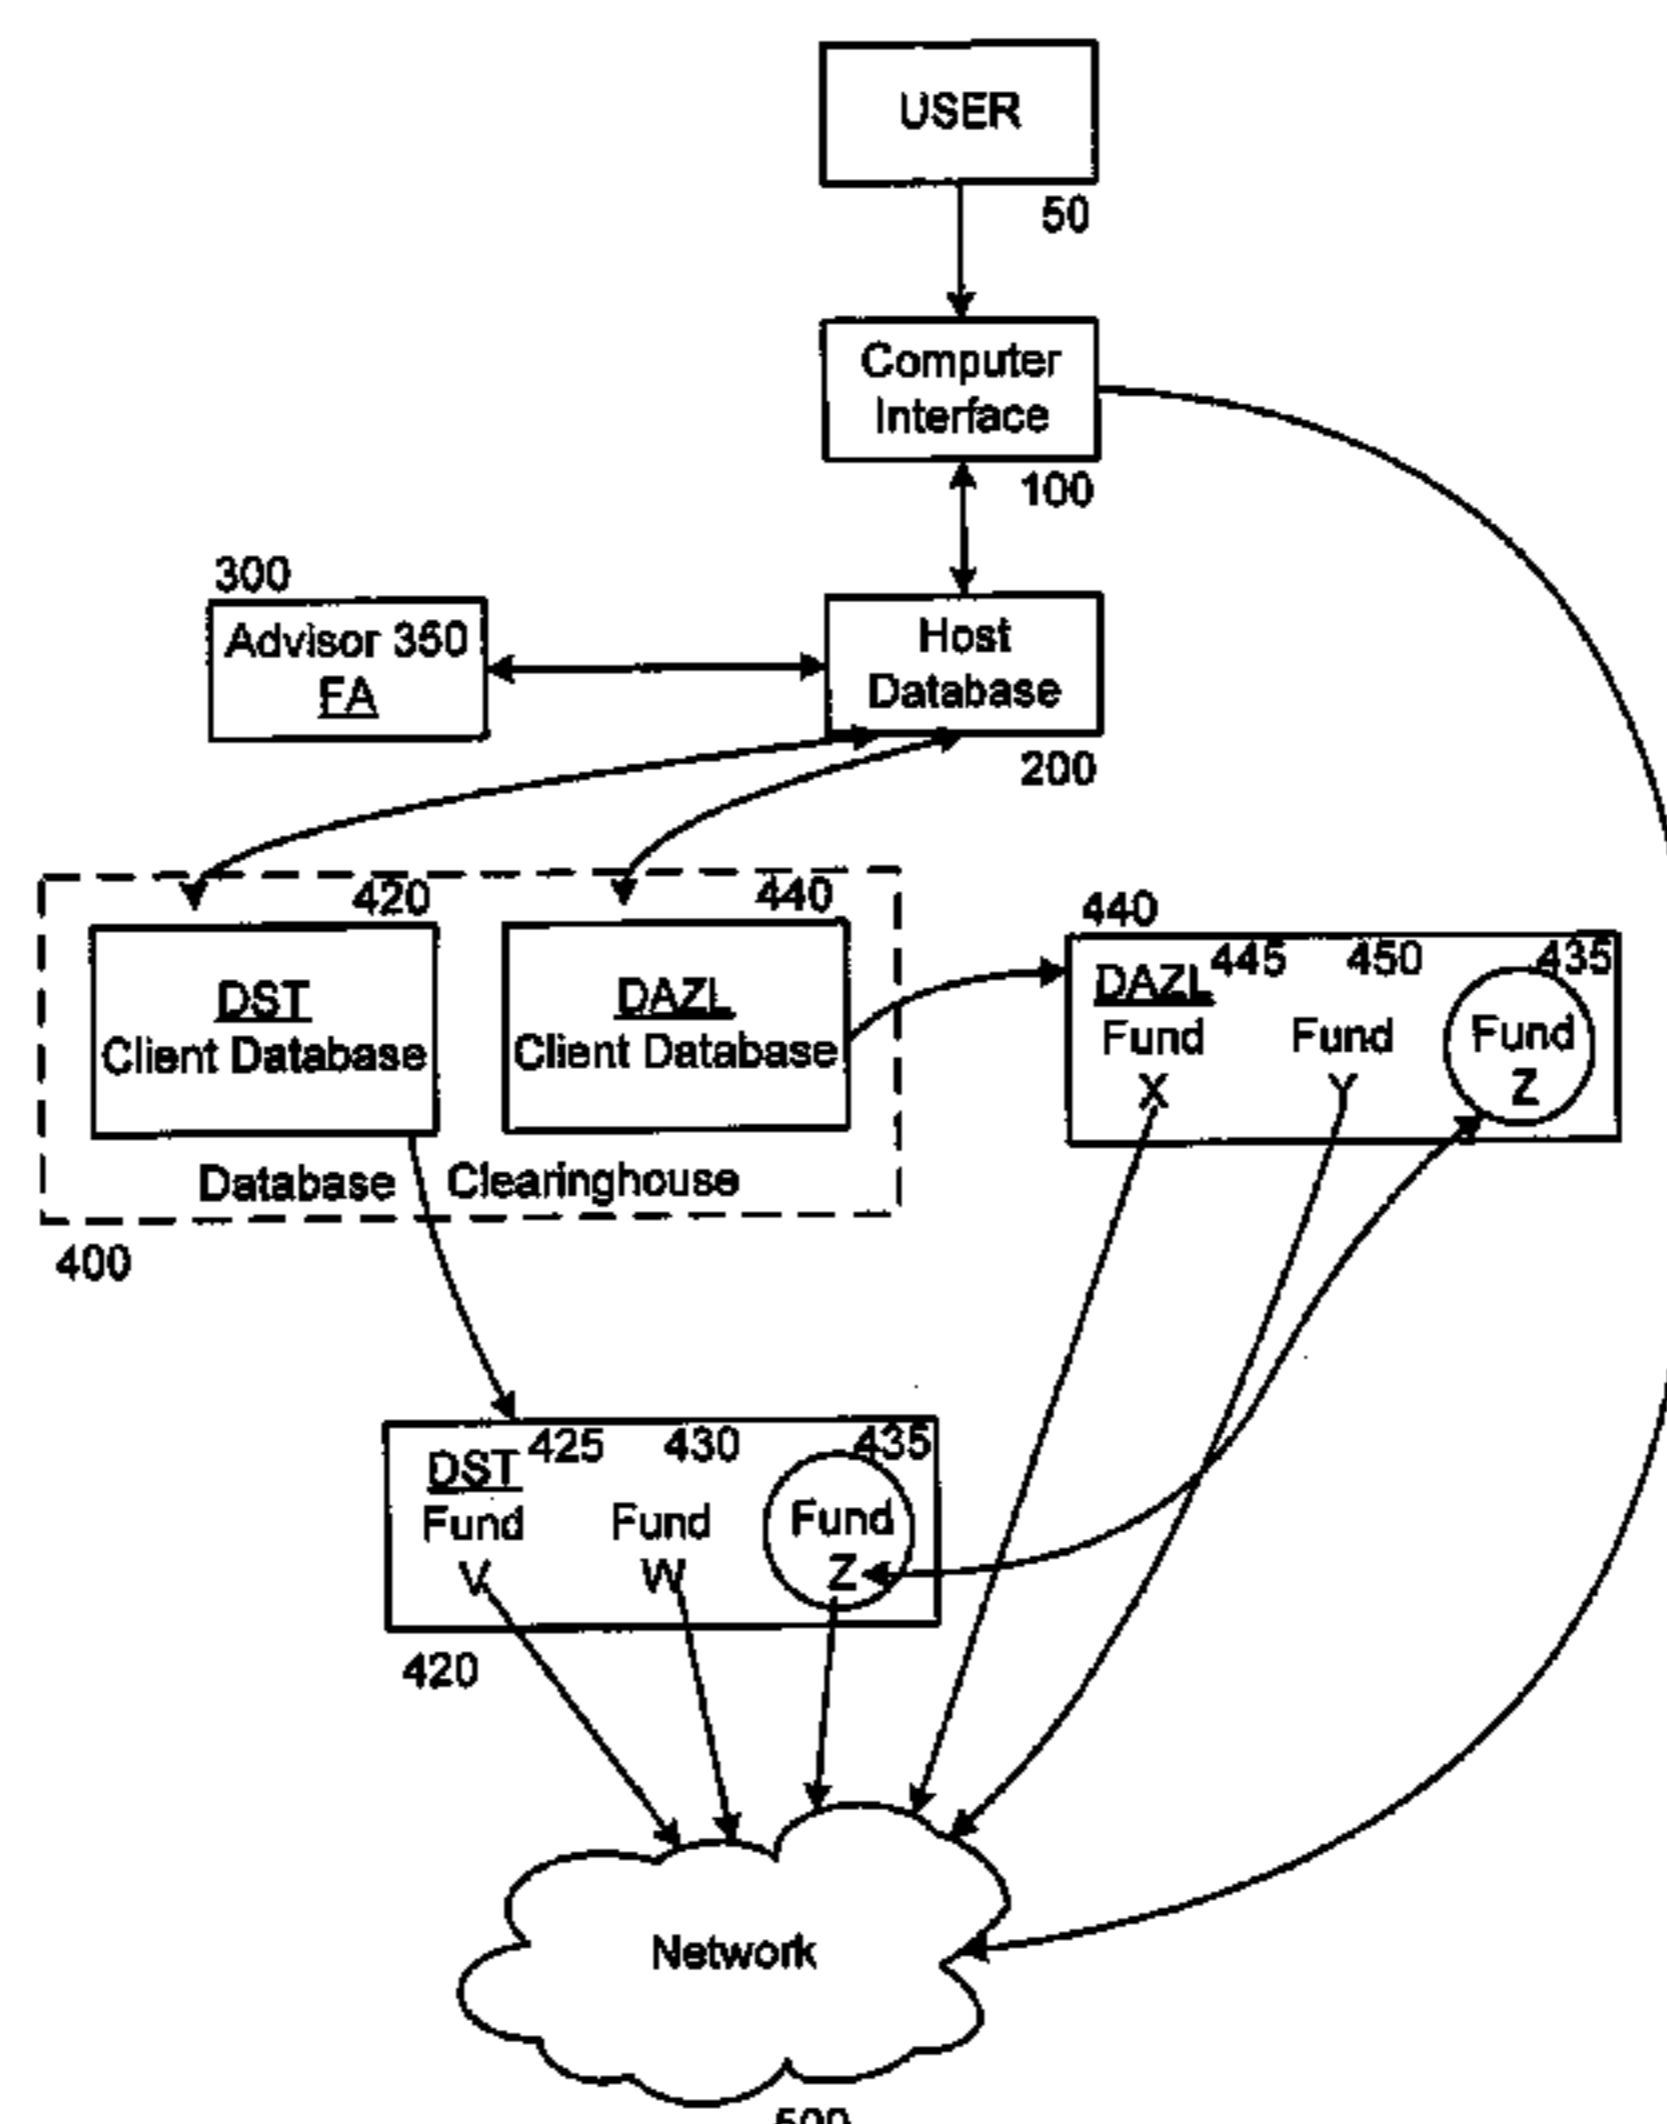 USER
50
Computer
Interface
100
300
Advisor 350
FA
Host
Database
200
420
440
DST
Client Database
DAZL
Client Database
Database Clearinghouse
400
440
445 450 435
DAZL
Fund Fund Fund
X Y Z
425 430 435
DST
Fund Fund Fund
V W Z
420
Network
500